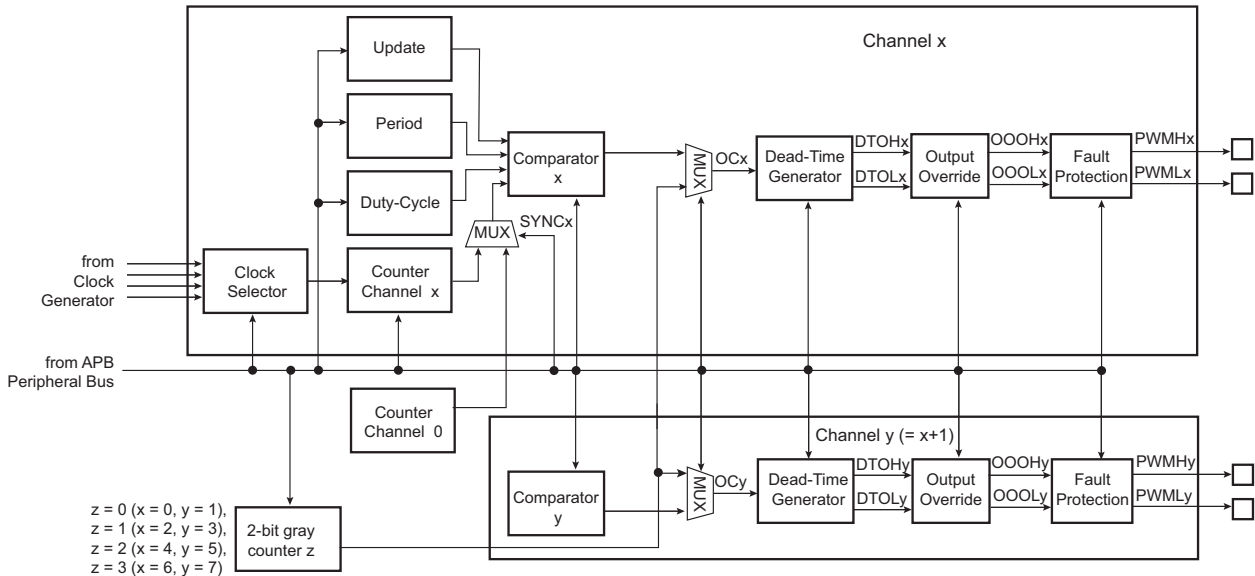 Channel x
Update
Period
Duty-Cycle
Comparator
x
MUX
SYNCx
MUX
OCx
Dead-Time
Generator
DTOHx
DTOLx
Output
Override
OOOHx
OOOLx
Fault
Protection
PWMHx
PWMLx
from
Clock
Generator
Clock
Selector
Counter
Channel x
from APB
Peripheral Bus
Counter
Channel 0
Channel y (= x+1)
Comparator
y
MUX
OCy
Dead-Time
Generator
DTOHy
DTOLy
Output
Override
OOOHy
OOOLy
Fault
Protection
PWMHy
PWMLy
z = 0 (x = 0, y = 1),
z = 1 (x = 2, y = 3),
z = 2 (x = 4, y = 5),
z = 3 (x = 6, y = 7)
2-bit gray
counter z